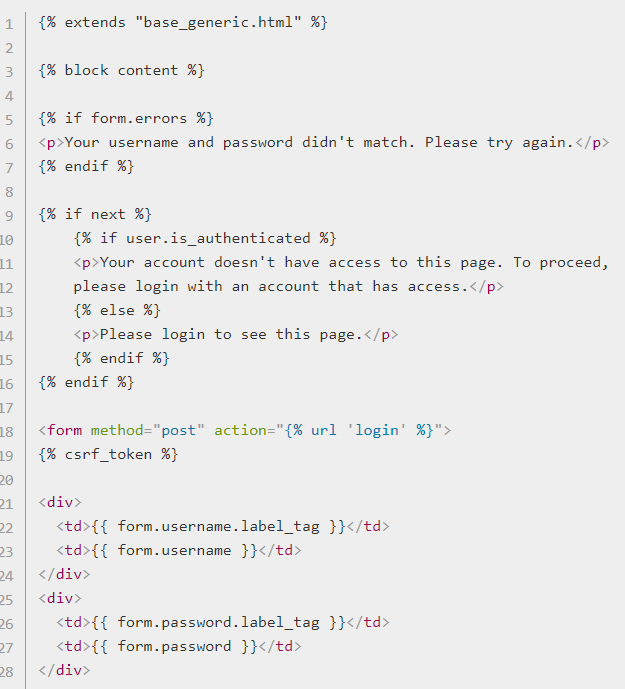 1 {% extends "base_generic.html" %}
2
3 {% block content %}
4
5 {% if form.errors %}
6 <p>Your username and password didn't match. Please try again.</p>
7 {% endif %}
8
9 {% if next %}
10     {% if user.is_authenticated %}
11     <p>Your account doesn't have access to this page. To proceed,
12     please login with an account that has access.</p>
13     {% else %}
14     <p>Please login to see this page.</p>
15     {% endif %}
16 {% endif %}
17
18 <form method="post" action="{% url 'login' %}">
19 {% csrf_token %}
20
21 <div>
22   <td>{{ form.username.label_tag }}</td>
23   <td>{{ form.username }}</td>
24 </div>
25 <div>
26   <td>{{ form.password.label_tag }}</td>
27   <td>{{ form.password }}</td>
28 </div>